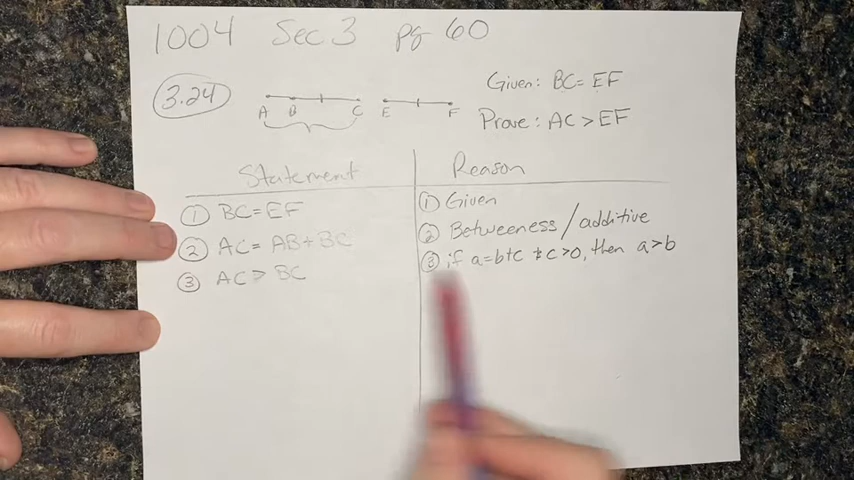 1004 Sec 3 pg 60
3.24
A B C E F
Given: BC = EF
Prove: AC > EF
Statement Reason
① BC = EF ① Given
② AC = AB + BC ② Betweeness / additive
③ AC > BC ③ if a=b+c & c>0, then a>b